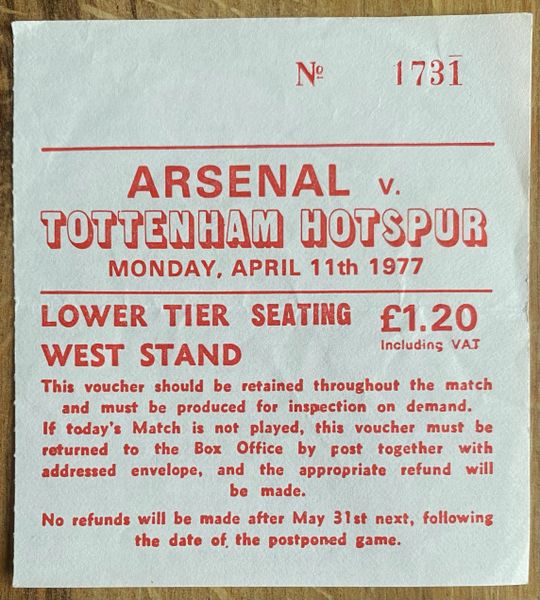 Nº 1731
ARSENAL v.
TOTTENHAM HOTSPUR
MONDAY, APRIL 11th 1977
LOWER TIER SEATING £1.20
Including VAT
WEST STAND
This voucher should be retained throughout the match
and must be produced for inspection on demand.
If today's Match is not played, this voucher must be
returned to the Box Office by post together with
addressed envelope, and the appropriate refund will
be made.
No refunds will be made after May 31st next, following
the date of the postponed game.